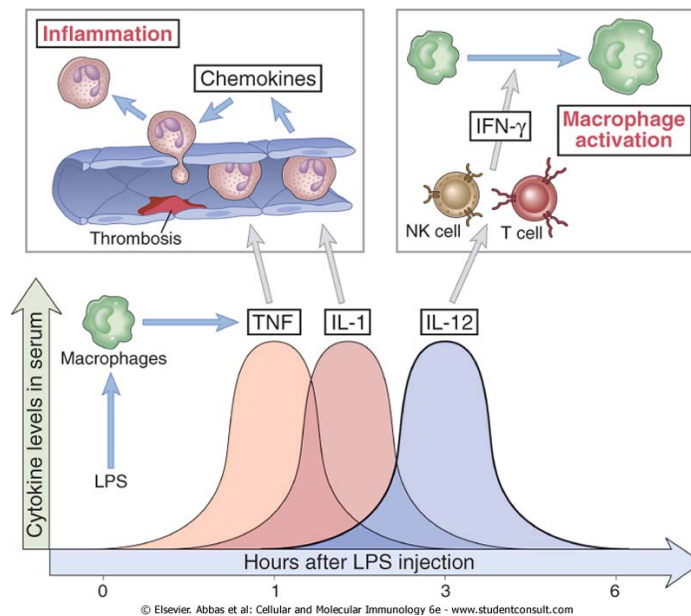 Inflammation
Chemokines
Thrombosis
IFN-γ
Macrophage
activation
NK cell
T cell
TNF
IL-1
IL-12
Macrophages
LPS
Cytokine levels in serum
Hours after LPS injection
0
1
3
6
© Elsevier. Abbas et al: Cellular and Molecular Immunology 6e - www.studentconsult.com